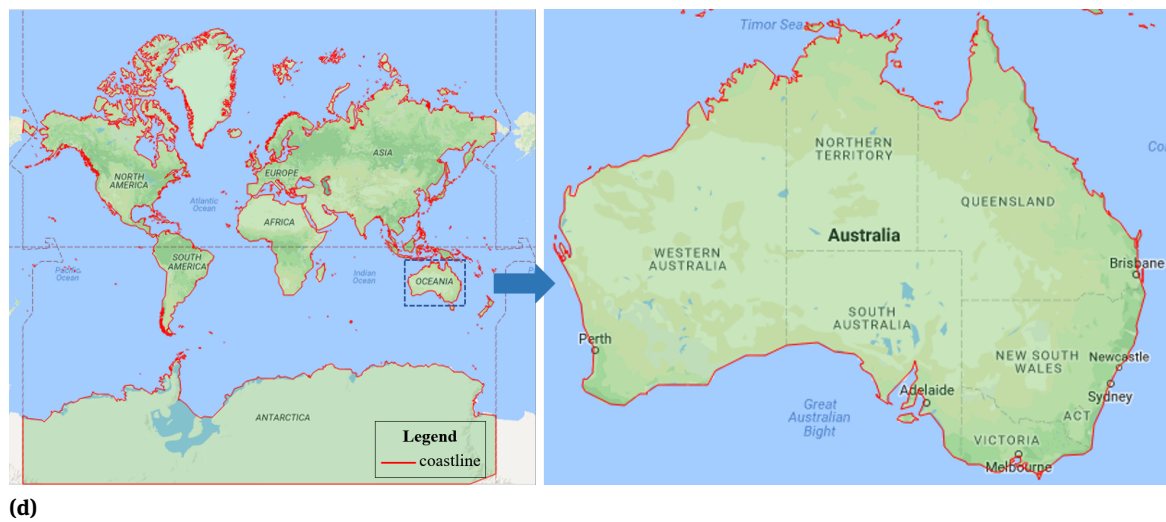 NORTH
AMERICA
Atlantic
Ocean
EUROPE
ASIA
AFRICA
SOUTH
AMERICA
Pacific
Ocean
Indian
Ocean
OCEANIA
P
ANTARCTICA
Legend
coastline
Timor Sea
Co
NORTHERN
TERRITORY
QUEENSLAND
Australia
WESTERN
AUSTRALIA
Brisbane
SOUTH
AUSTRALIA
Perth
NEW SOUTH
WALES
Newcastle
Adelaide
Sydney
Great
Australian
Bight
ACT
VICTORIA
Melbourne
(d)